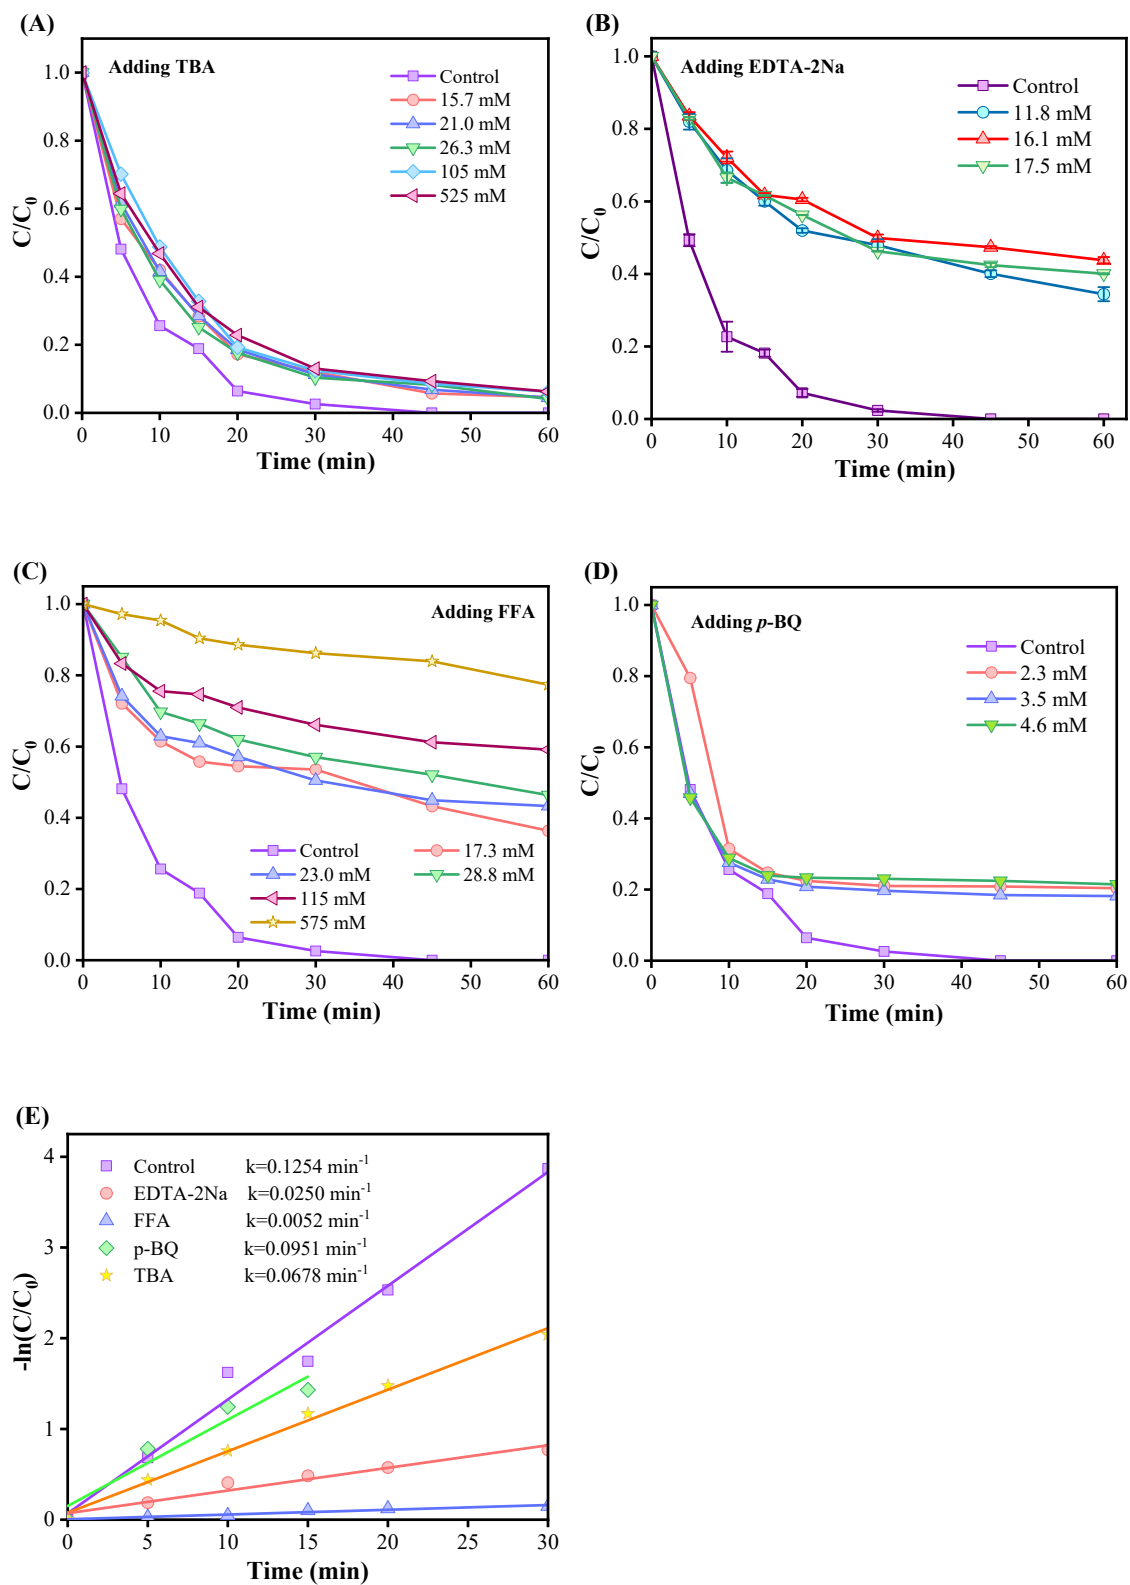 (A)
Adding TBA
Control
15.7 mM
21.0 mM
26.3 mM
105 mM
525 mM
1.0
0.8
0.6
0.4
0.2
0.0
C/C0
0 10 20 30 40 50 60
Time (min)
(B)
Adding EDTA-2Na
Control
11.8 mM
16.1 mM
17.5 mM
1.0
0.8
0.6
0.4
0.2
0.0
C/C0
0 10 20 30 40 50 60
Time (min)
(C)
Adding FFA
1.0
0.8
0.6
0.4
0.2
0.0
C/C0
Control 17.3 mM
23.0 mM 28.8 mM
115 mM
575 mM
0 10 20 30 40 50 60
Time (min)
(D)
Adding p-BQ
Control
2.3 mM
3.5 mM
4.6 mM
1.0
0.8
0.6
0.4
0.2
0.0
C/C0
0 10 20 30 40 50 60
Time (min)
(E)
Control k=0.1254 min-1
EDTA-2Na k=0.0250 min-1
FFA k=0.0052 min-1
p-BQ k=0.0951 min-1
TBA k=0.0678 min-1
4
3
2
1
0
-ln(C/C0)
0 5 10 15 20 25 30
Time (min)